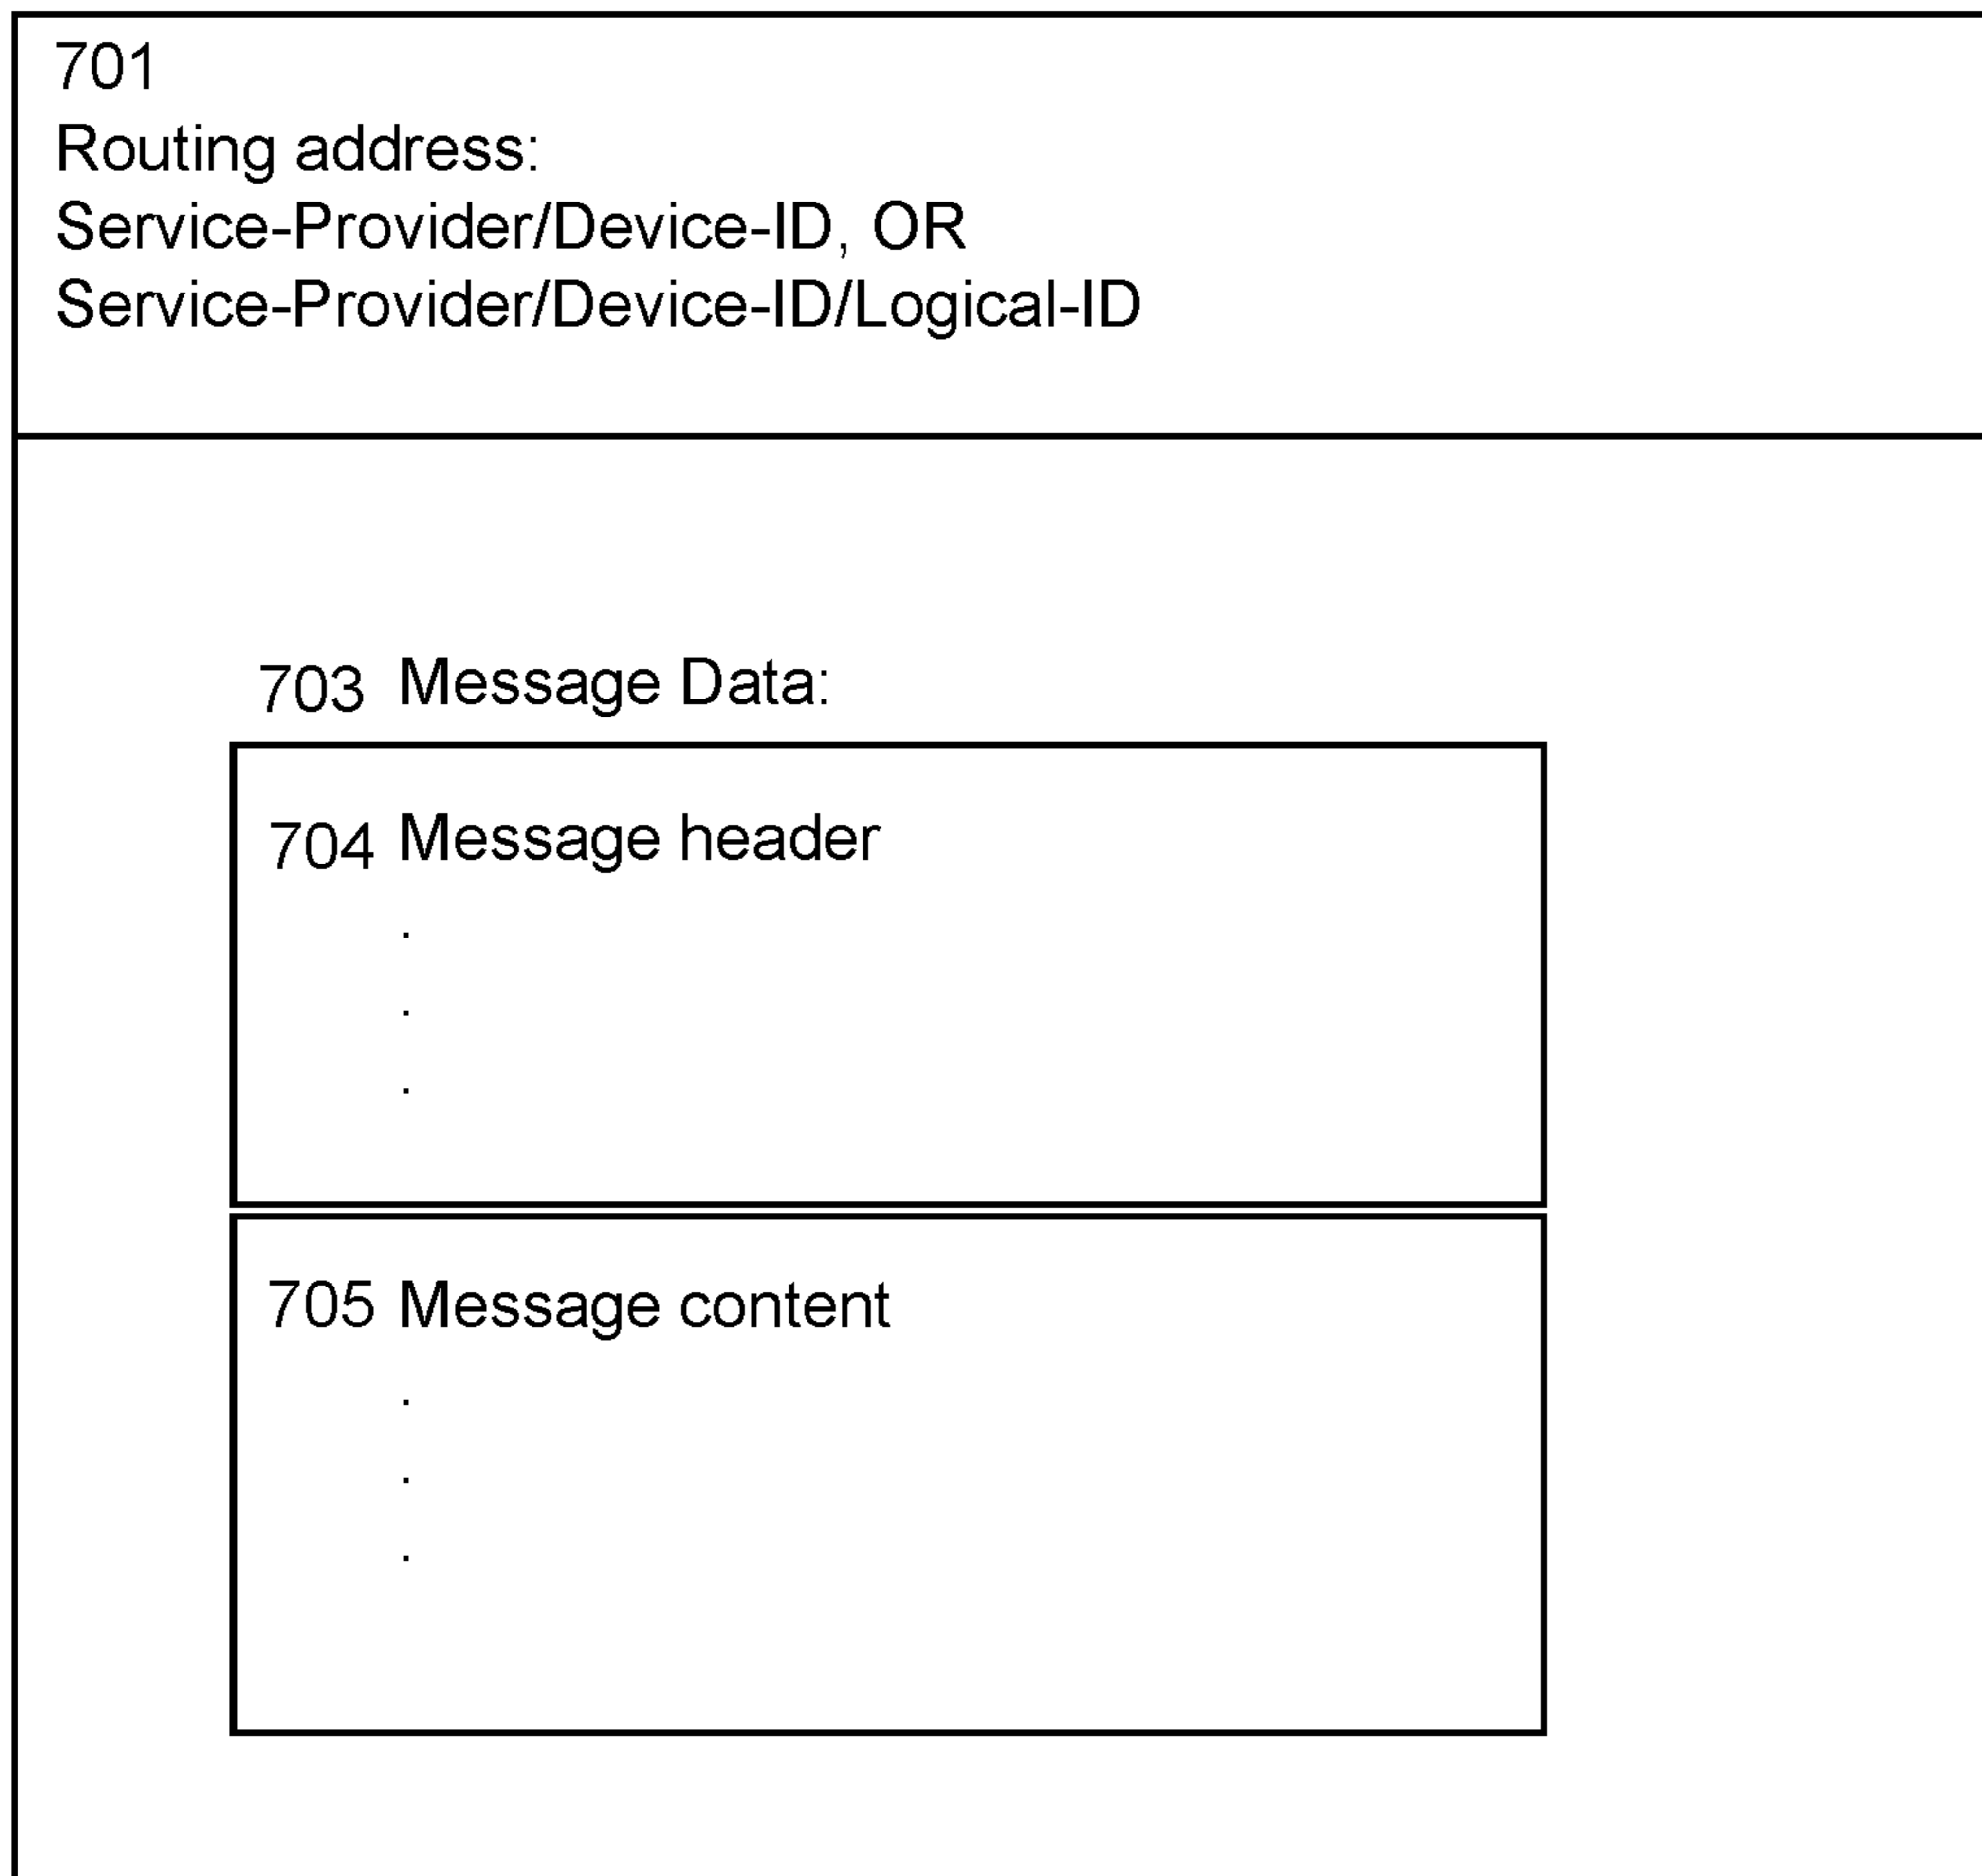 701
Routing address:
Service-Provider/Device-ID, OR
Service-Provider/Device-ID/Logical-ID
703 Message Data:
704 Message header
.
.
.
705 Message content
.
.
.